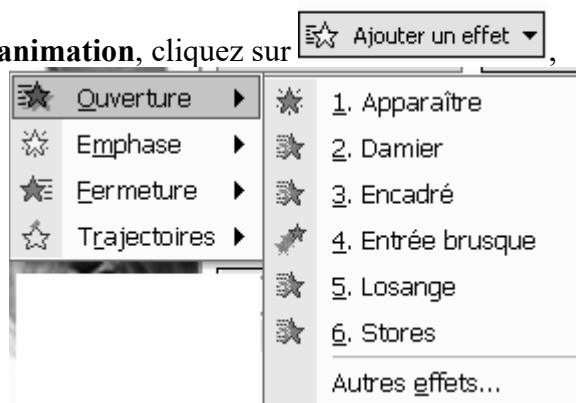 animation, cliquez sur Ajouter un effet ,
Ouverture
Emphase
Fermeture
Trajectoires
1. Apparaître
2. Damier
3. Encadré
4. Entrée brusque
5. Losange
6. Stores
Autres effets...